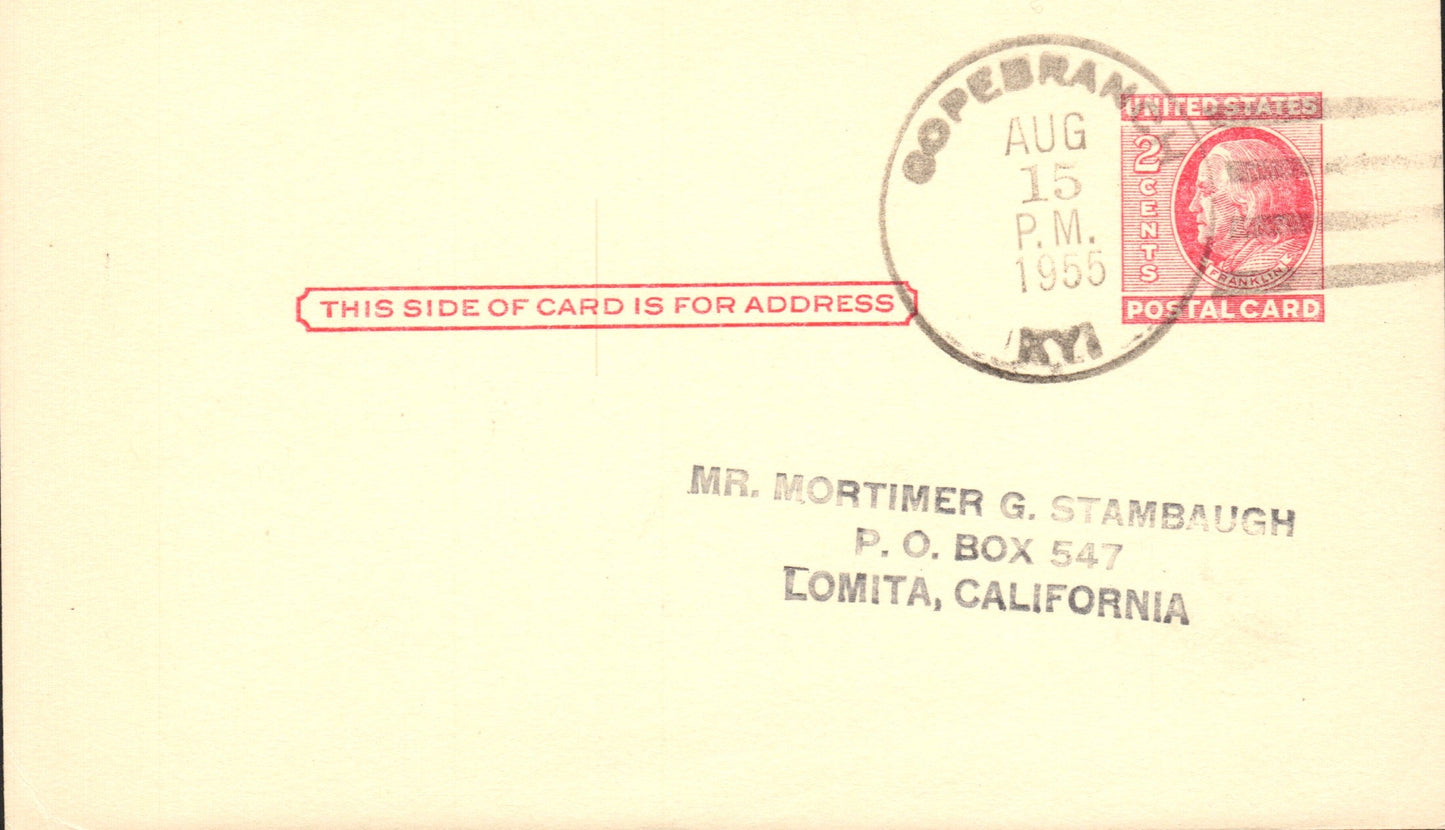 COPEBRANCH
AUG
15
P.M.
1955
KY.
UNITED STATES
2 CENTS
FRANKLIN
POSTAL CARD
THIS SIDE OF CARD IS FOR ADDRESS
MR. MORTIMER G. STAMBAUGH
P. O. BOX 547
LOMITA, CALIFORNIA